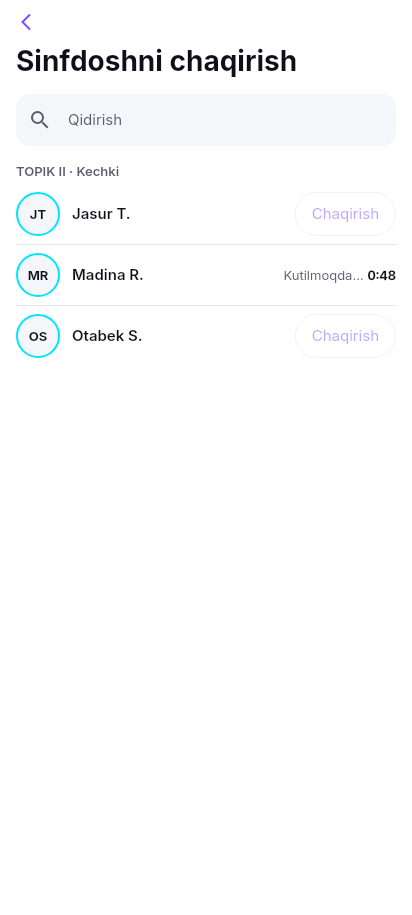 Sinfdoshni chaqirish
Qidirish
TOPIK II · Kechki
JT Jasur T. Chaqirish
MR Madina R. Kutilmoqda... 0:48
OS Otabek S. Chaqirish